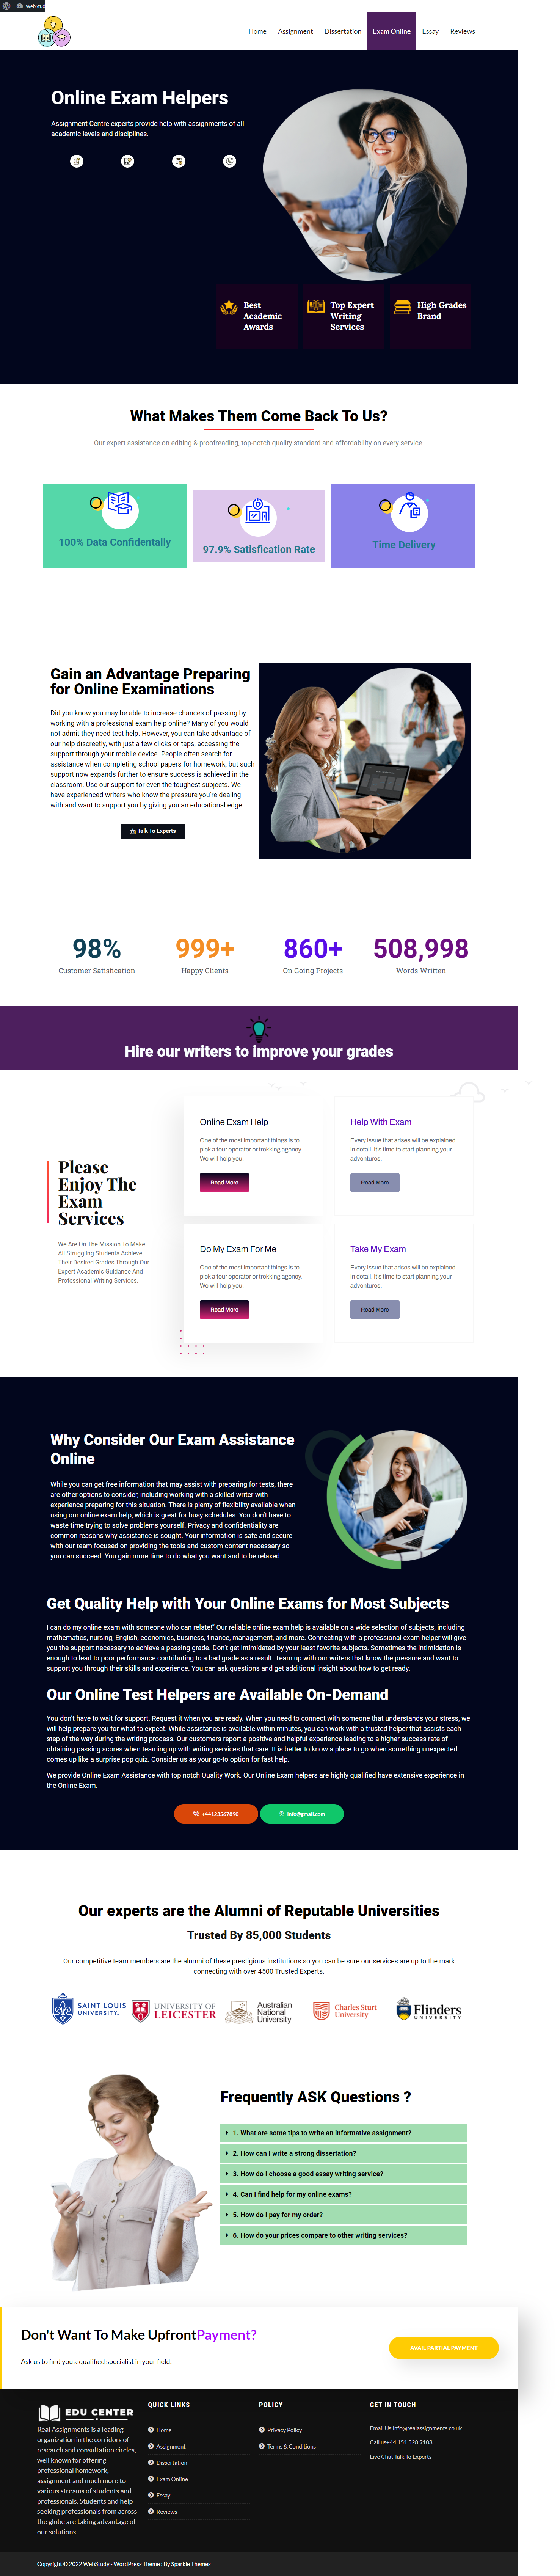 WebStud
Home
Assignment
Dissertation
Exam Online
Essay
Reviews
Online Exam Helpers
Assignment Centre experts provide help with assignments of all
academic levels and disciplines.
Best
Academic
Awards
Top Expert
Writing
Services
High Grades
Brand
What Makes Them Come Back To Us?
Our expert assistance on editing & proofreading, top-notch quality standard and affordability on every service.
100% Data Confidentally
97.9% Satisfication Rate
Time Delivery
Gain an Advantage Preparing
for Online Examinations
Did you know you may be able to increase chances of passing by
working with a professional exam help online? Many of you would
not admit they need test help. However, you can take advantage of
our help discreetly, with just a few clicks or taps, accessing the
support through your mobile device. People often search for
assistance when completing school papers for homework, but such
support now expands further to ensure success is achieved in the
classroom. Use our support for even the toughest subjects. We
have experienced writers who know the pressure you're dealing
with and want to support you by giving you an educational edge.
Talk To Experts
98%
Customer Satisfication
999+
Happy Clients
860+
On Going Projects
508,998
Words Written
Hire our writers to improve your grades
Please
Enjoy The
Exam
Services
We Are On The Mission To Make
All Struggling Students Achieve
Their Desired Grades Through Our
Expert Academic Guidance And
Professional Writing Services.
Online Exam Help
One of the most important things is to
pick a tour operator or trekking agency.
We will help you.
Read More
Help With Exam
Every issue that arises will be explained
in detail. It's time to start planning your
adventures.
Read More
Do My Exam For Me
One of the most important things is to
pick a tour operator or trekking agency.
We will help you.
Read More
Take My Exam
Every issue that arises will be explained
in detail. It's time to start planning your
adventures.
Read More
Why Consider Our Exam Assistance
Online
While you can get free information that may assist with preparing for tests, there
are other options to consider, including working with a skilled writer with
experience preparing for this situation. There is plenty of flexibility available when
using our online exam help, which is great for busy schedules. You don't have to
waste time trying to solve problems yourself. Privacy and confidentiality are
common reasons why assistance is sought. Your information is safe and secure
with our team focused on providing the tools and custom content necessary so
you can succeed. You gain more time to do what you want and to be relaxed.
Get Quality Help with Your Online Exams for Most Subjects
I can do my online exam with someone who can relate!" Our reliable online exam help is available on a wide selection of subjects, including
mathematics, nursing, English, economics, business, finance, management, and more. Connecting with a professional exam helper will give
you the support necessary to achieve a passing grade. Don't get intimidated by your least favorite subjects. Sometimes the intimidation is
enough to lead to poor performance contributing to a bad grade as a result. Team up with our writers that know the pressure and want to
support you through their skills and experience. You can ask questions and get additional insight about how to get ready.
Our Online Test Helpers are Available On-Demand
You don't have to wait for support. Request it when you are ready. When you need to connect with someone that understands your stress, we
will help prepare you for what to expect. While assistance is available within minutes, you can work with a trusted helper that assists each
step of the way during the writing process. Our customers report a positive and helpful experience leading to a higher success rate of
obtaining passing scores when teaming up with writing services that care. It is better to know a place to go when something unexpected
comes up like a surprise pop quiz. Consider us as your go-to option for fast help.
We provide Online Exam Assistance with top notch Quality Work. Our Online Exam helpers are highly qualified have extensive experience in
the Online Exam.
+44123567890
info@gmail.com
Our experts are the Alumni of Reputable Universities
Trusted By 85,000 Students
Our competitive team members are the alumni of these prestigious institutions so you can be sure our services are up to the mark
connecting with over 4500 Trusted Experts.
SAINT LOUIS
UNIVERSITY.
UNIVERSITY OF
LEICESTER
Australian
National
University
Charles Sturt
University
Flinders
UNIVERSITY
Frequently ASK Questions ?
1. What are some tips to write an informative assignment?
2. How can I write a strong dissertation?
3. How do I choose a good essay writing service?
4. Can I find help for my online exams?
5. How do I pay for my order?
6. How do your prices compare to other writing services?
Don't Want To Make UpfrontPayment?
Ask us to find you a qualified specialist in your field.
AVAIL PARTIAL PAYMENT
EDU CENTER
Real Assignments is a leading
organization in the corridors of
research and consultation circles,
well known for offering
professional homework,
assignment and much more to
various streams of students and
professionals. Students and help
seeking professionals from across
the globe are taking advantage of
our solutions.
QUICK LINKS
Home
Assignment
Dissertation
Exam Online
Essay
Reviews
POLICY
Privacy Policy
Terms & Conditions
GET IN TOUCH
Email Us:info@realassignments.co.uk
Call us+44 151 528 9103
Live Chat Talk To Experts
Copyright © 2022 WebStudy - WordPress Theme : By Sparkle Themes